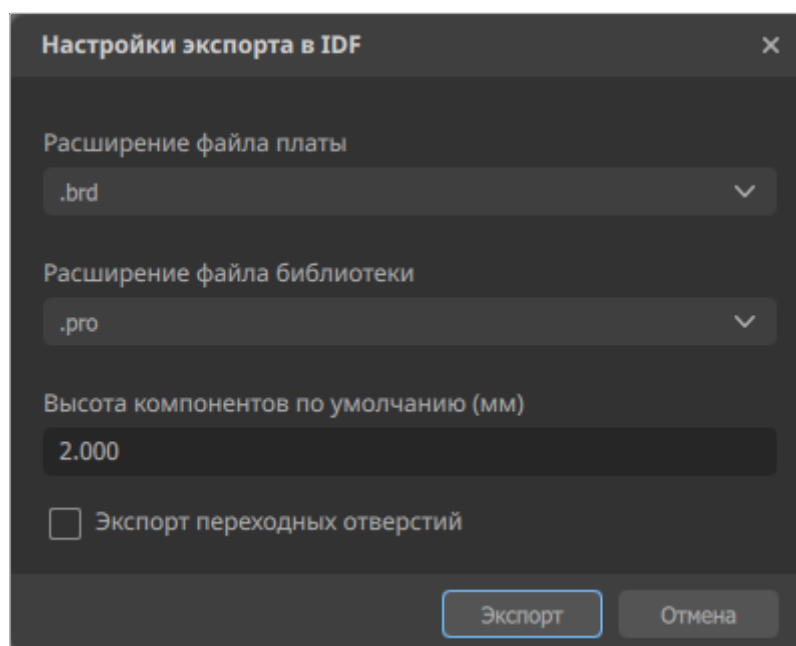 Настройки экспорта в IDF
Расширение файла платы
.brd
Расширение файла библиотеки
.pro
Высота компонентов по умолчанию (мм)
2.000
Экспорт переходных отверстий
Экспорт
Отмена